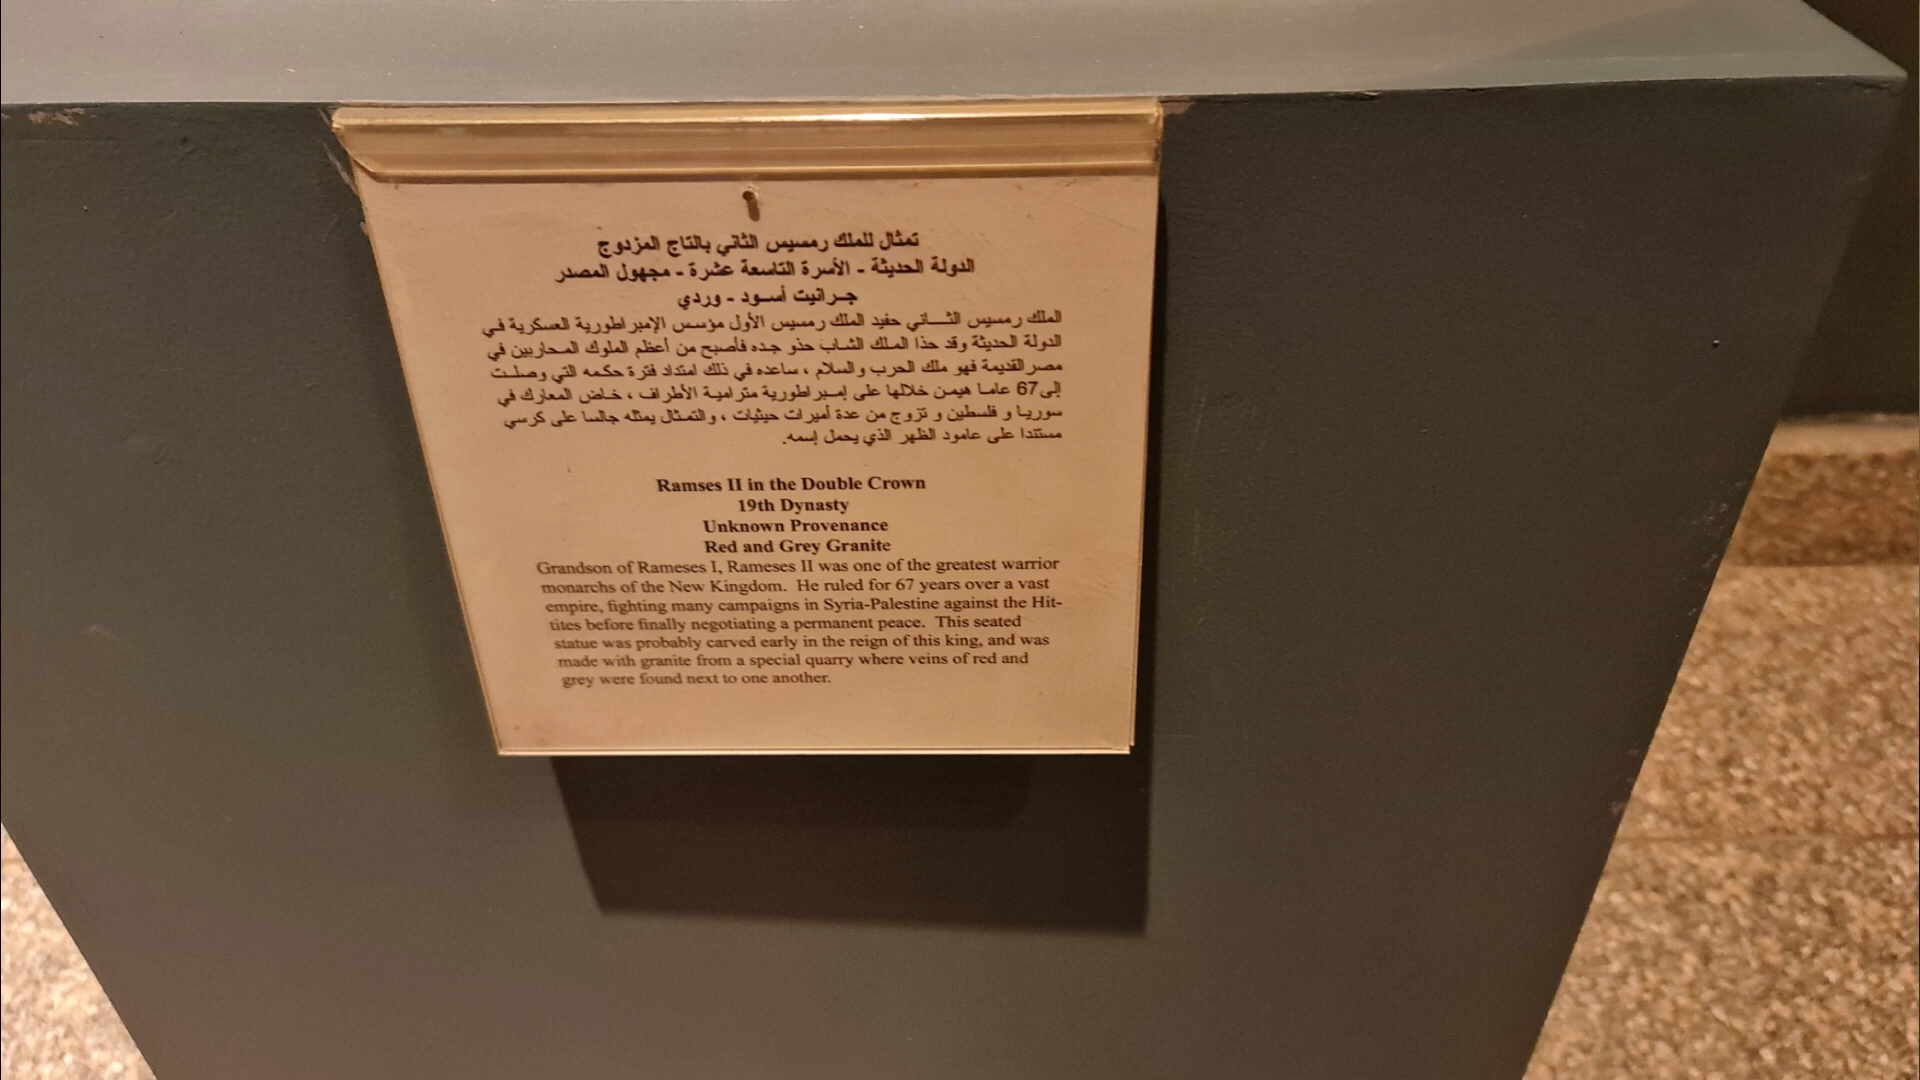 تمثال للملك رمسيس الثاني بالتاج المزدوج
الدولة الحديثة - الأسرة التاسعة عشرة - مجهول المصدر
جرانيت أسود - وردي
الملك رمسيس الثاني حفيد الملك رمسيس الأول مؤسس الإمبراطورية العسكرية في
الدولة الحديثة وقد حذا الملك الشاب حذو جده فأصبح من أعظم الملوك المحاربين في
مصر القديمة فهو ملك الحرب والسلام ، ساعده في ذلك امتداد فترة حكمه التي وصلت
إلى 67 عاما هيمن خلالها على إمبراطورية مترامية الأطراف ، خاض المعارك في
سوريا و فلسطين و تزوج من عدة أميرات حيثيات ، والتمثال يمثله جالسا على كرسي
مستندا على عامود الظهر الذي يحمل إسمه.
Ramses II in the Double Crown
19th Dynasty
Unknown Provenance
Red and Grey Granite
Grandson of Rameses I, Rameses II was one of the greatest warrior
monarchs of the New Kingdom. He ruled for 67 years over a vast
empire, fighting many campaigns in Syria-Palestine against the Hit-
tites before finally negotiating a permanent peace. This seated
statue was probably carved early in the reign of this king, and was
made with granite from a special quarry where veins of red and
grey were found next to one another.